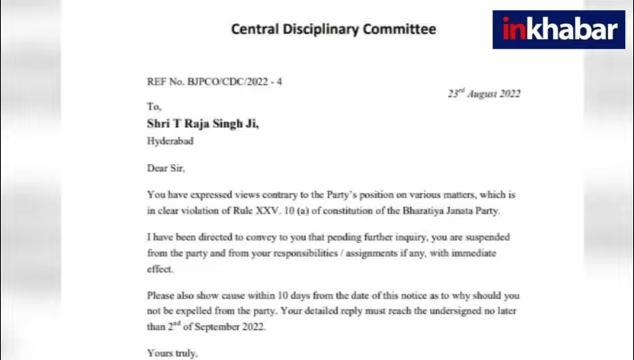 Central Disciplinary Committee
inkhabar
REF No. BJPCO/CDC/2022 - 4
23rd August 2022
To,
Shri T Raja Singh Ji,
Hyderabad
Dear Sir,
You have expressed views contrary to the Party's position on various matters, which is
in clear violation of Rule XXV. 10 (a) of constitution of the Bharatiya Janata Party.
I have been directed to convey to you that pending further inquiry, you are suspended
from the party and from your responsibilities / assignments if any, with immediate
effect.
Please also show cause within 10 days from the date of this notice as to why should you
not be expelled from the party. Your detailed reply must reach the undersigned no later
than 2nd of September 2022.
Yours truly,